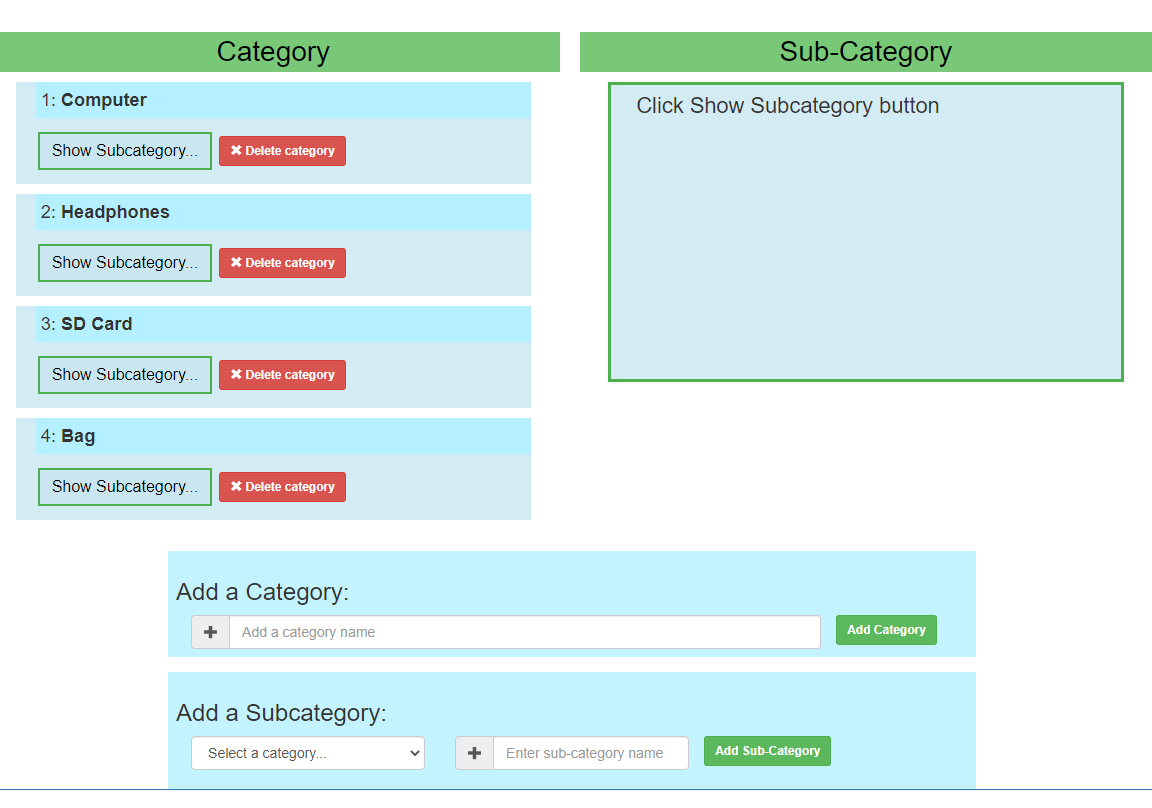 Category
1: Computer
Show Subcategory...
✖ Delete category
2: Headphones
Show Subcategory...
✖ Delete category
3: SD Card
Show Subcategory...
✖ Delete category
4: Bag
Show Subcategory...
✖ Delete category
Sub-Category
Click Show Subcategory button
Add a Category:
Add a category name
Add Category
Add a Subcategory:
Select a category...
Enter sub-category name
Add Sub-Category